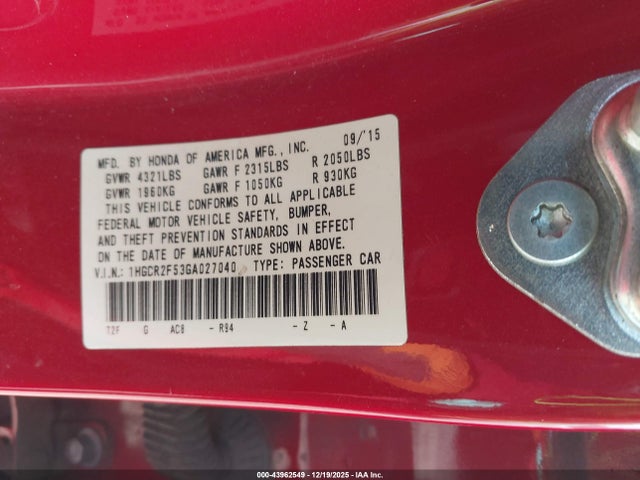 MFD. BY HONDA OF AMERICA MFG., INC. 09/'15
GVWR 4321LBS GAWR F 2315LBS R 2050LBS
GVWR 1960KG GAWR F 1050KG R 930KG
THIS VEHICLE CONFORMS TO ALL APPLICABLE
FEDERAL MOTOR VEHICLE SAFETY, BUMPER,
AND THEFT PREVENTION STANDARDS IN EFFECT
ON THE DATE OF MANUFACTURE SHOWN ABOVE.
V.I.N.: 1HGCR2F53GA027040 TYPE: PASSENGER CAR
T2F G AC8 - R94 - Z - A
000-43962549 - 12/19/2025 - IAA Inc.